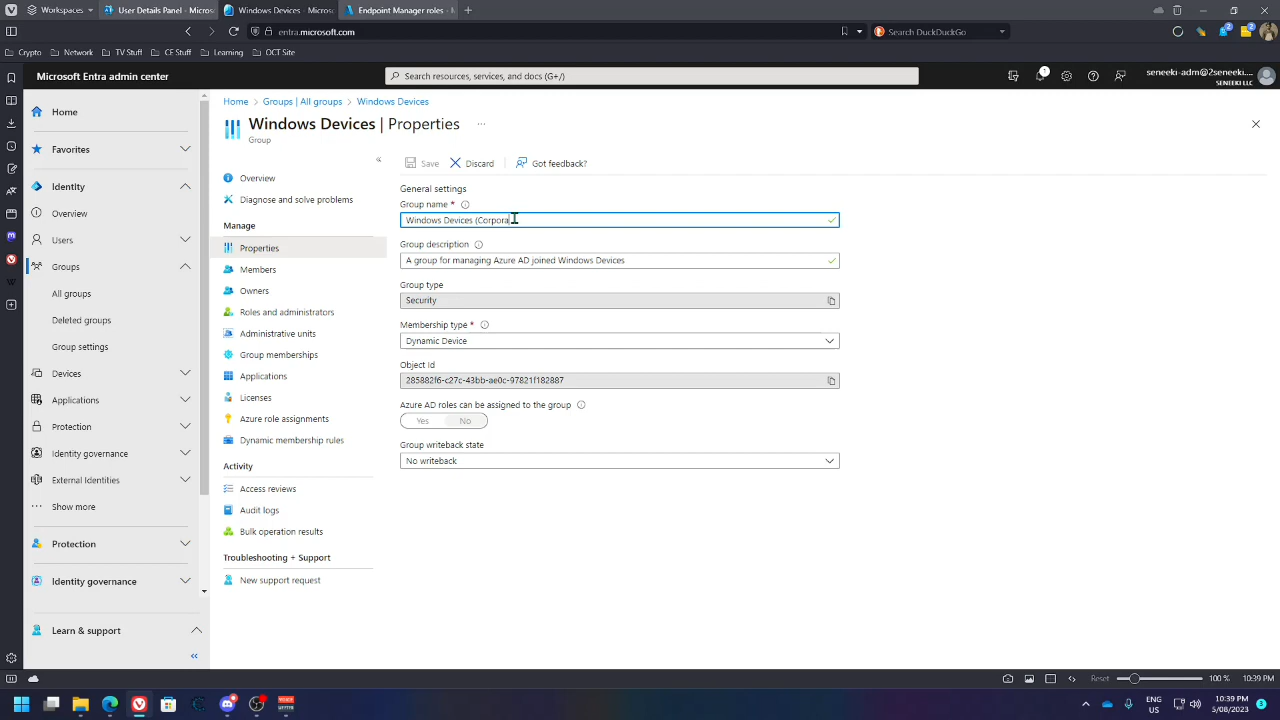 Workspaces
User Details Panel - Micros
Windows Devices - Microso
Endpoint Manager roles - M
entra.microsoft.com
Search DuckDuckGo
Crypto
Network
TV Stuff
CF Stuff
Learning
OCT Site
Microsoft Entra admin center
Search resources, services, and docs (G+/)
1
seneeki-adm@2seneeki....
SENEEKI LLC
Home
Favorites
Identity
Overview
Users
Groups
All groups
Deleted groups
Group settings
Devices
Applications
Protection
Identity governance
External Identities
Show more
Protection
Identity governance
Learn & support
Home > Groups | All groups > Windows Devices
Windows Devices | Properties
Group
Overview
Diagnose and solve problems
Manage
Properties
Members
Owners
Roles and administrators
Administrative units
Group memberships
Applications
Licenses
Azure role assignments
Dynamic membership rules
Activity
Access reviews
Audit logs
Bulk operation results
Troubleshooting + Support
New support request
Save
Discard
Got feedback?
General settings
Group name *
Windows Devices (Corpora
Group description
A group for managing Azure AD joined Windows Devices
Group type
Security
Membership type *
Dynamic Device
Object Id
285882f6-c27c-43bb-ae0c-97821f182887
Azure AD roles can be assigned to the group
Yes No
Group writeback state
No writeback
Reset
100 %
10:39 PM
ENG
US
10:39 PM
5/08/2023
3